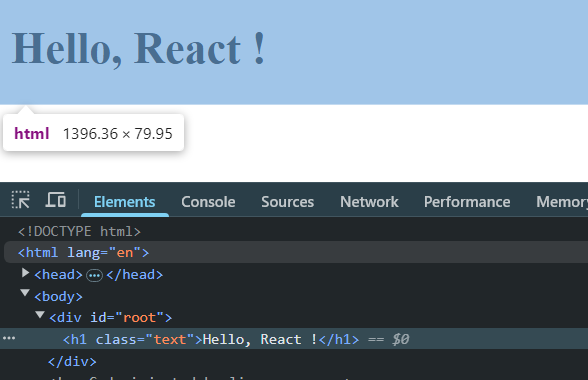 Hello, React !
html 1396.36 × 79.95
Elements Console Sources Network Performance Memory
<!DOCTYPE html>
<html lang="en">
<head> ••• </head>
<body>
<div id="root">
••• <h1 class="text">Hello, React !</h1> == $0
</div>